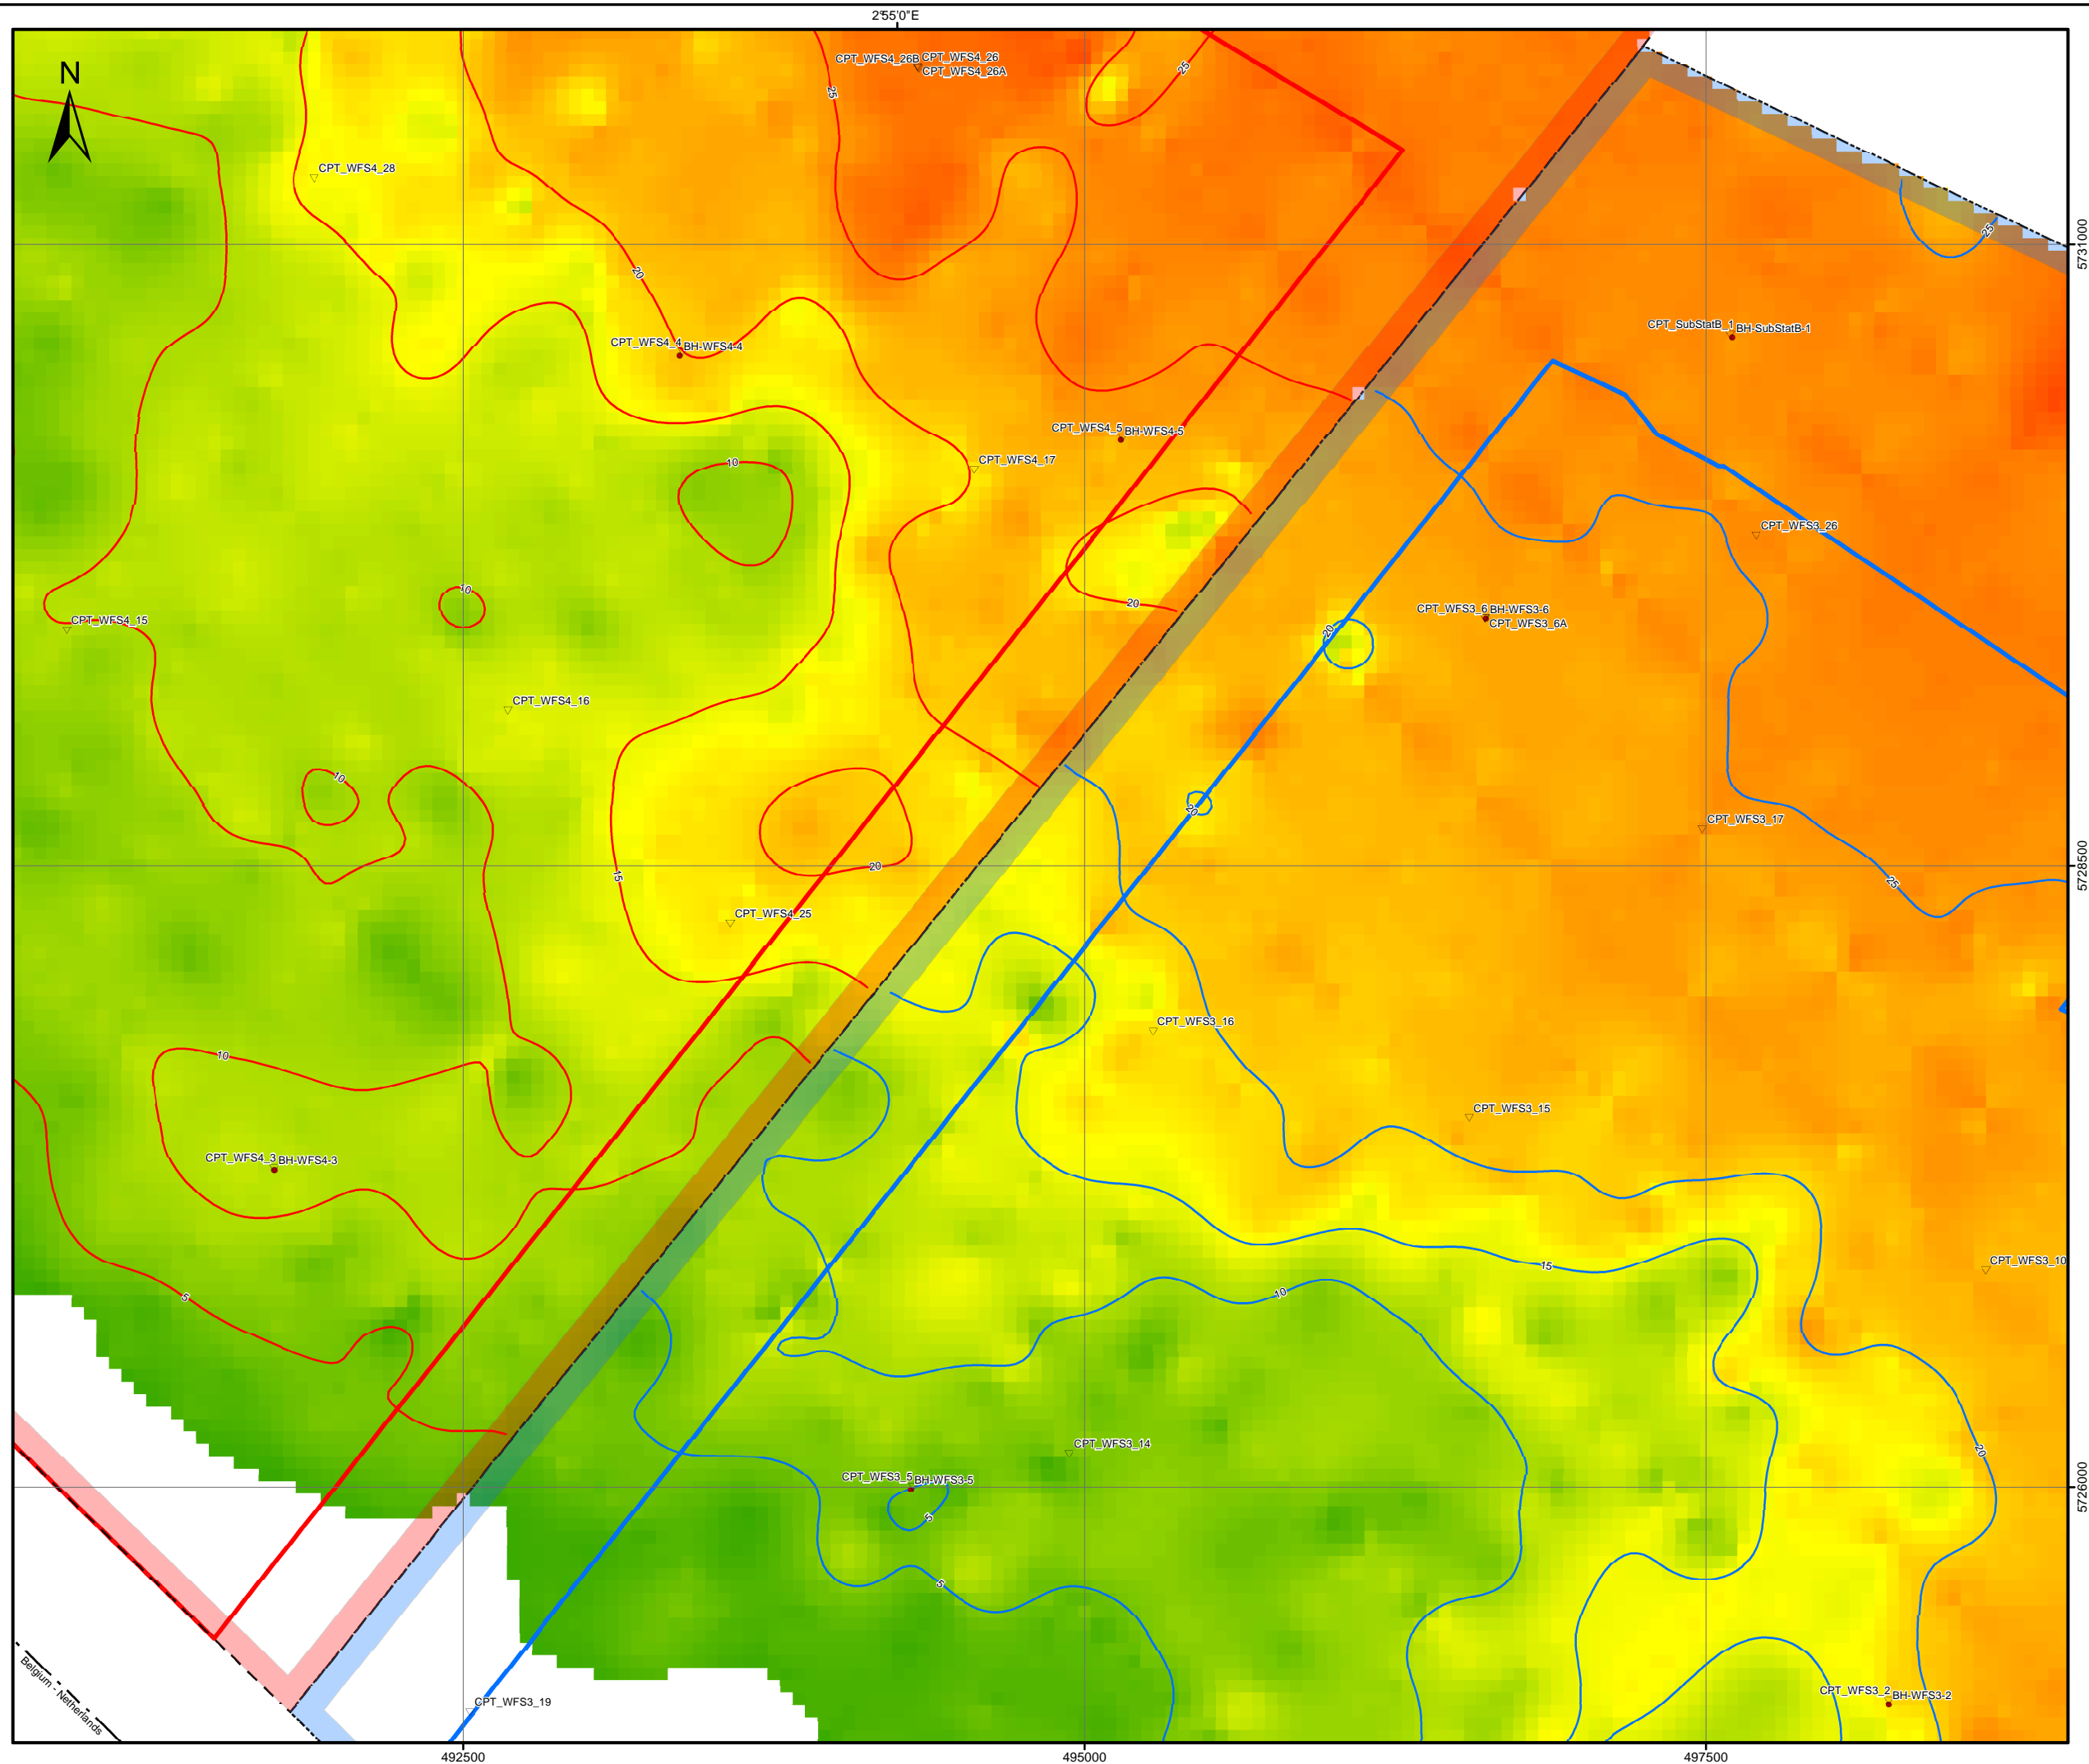 2°55'0"E
N
CPT_WFS4_26B
CPT_WFS4_26
CPT_WFS4_26A
25
25
CPT_WFS4_28
5731000
25
20
CPT_SubStatB_1
BH-SubStatB-1
CPT_WFS4_4
BH-WFS4-4
CPT_WFS4_5
BH-WFS4-5
CPT_WFS4_17
10
CPT_WFS3_26
10
20
CPT_WFS3_6
BH-WFS3-6
CPT_WFS3_6A
CPT_WFS4_15
20
CPT_WFS4_16
10
20
CPT_WFS3_17
15
20
5728500
25
CPT_WFS4_25
CPT_WFS3_16
10
CPT_WFS3_15
CPT_WFS4_3
BH-WFS4-3
CPT_WFS3_10
15
5
10
CPT_WFS3_14
20
CPT_WFS3_5
BH-WFS3-5
5726000
5
5
Belgium - Netherlands
CPT_WFS3_19
CPT_WFS3_2
BH-WFS3-2
492500
495000
497500